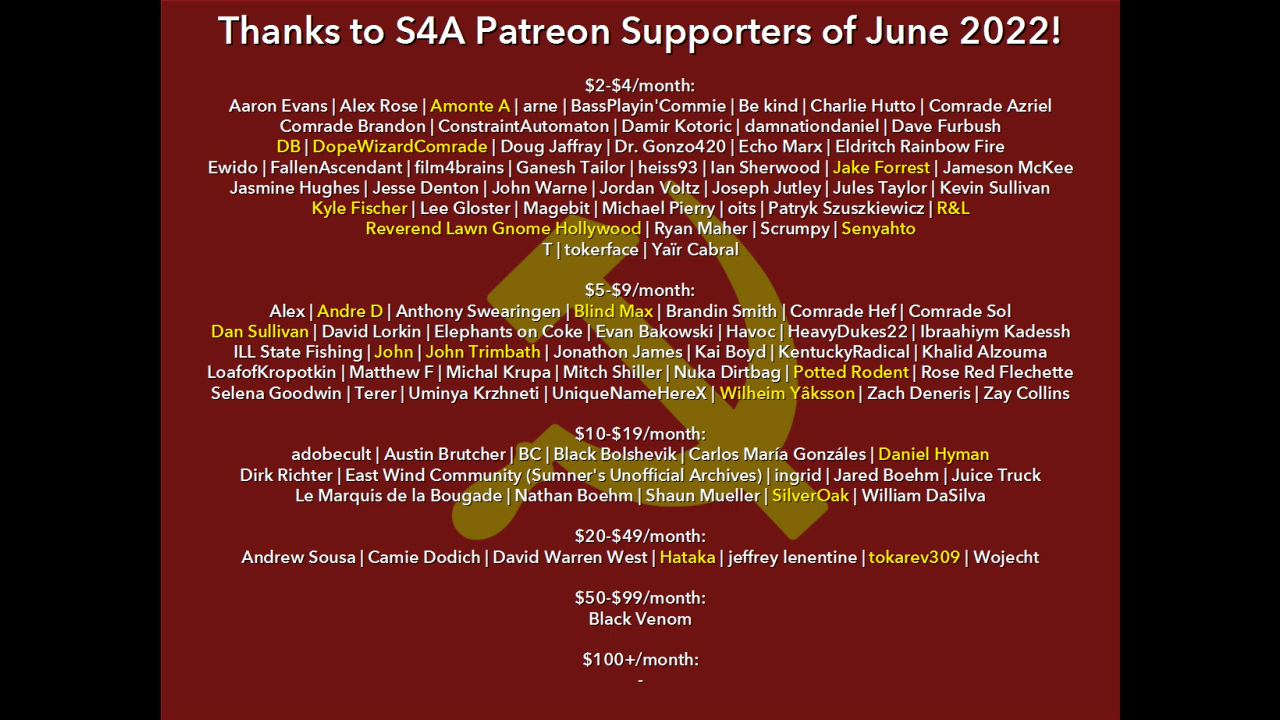 Thanks to S4A Patreon Supporters of June 2022!
$2-$4/month:
Aaron Evans | Alex Rose | Amonte A | arne | BassPlayin'Commie | Be kind | Charlie Hutto | Comrade Azriel
Comrade Brandon | ConstraintAutomaton | Damir Kotoric | damnationdaniel | Dave Furbush
DB | DopeWizardComrade | Doug Jaffray | Dr. Gonzo420 | Echo Marx | Eldritch Rainbow Fire
Ewido | FallenAscendant | film4brains | Ganesh Tailor | heiss93 | Ian Sherwood | Jake Forrest | Jameson McKee
Jasmine Hughes | Jesse Denton | John Warne | Jordan Voltz | Joseph Jutley | Jules Taylor | Kevin Sullivan
Kyle Fischer | Lee Gloster | Magebit | Michael Pierry | oits | Patryk Szuszkiewicz | R&L
Reverend Lawn Gnome Hollywood | Ryan Maher | Scrumpy | Senyahto
T | tokerface | Yaïr Cabral
$5-$9/month:
Alex | Andre D | Anthony Swearingen | Blind Max | Brandin Smith | Comrade Hef | Comrade Sol
Dan Sullivan | David Lorkin | Elephants on Coke | Evan Bakowski | Havoc | HeavyDukes22 | Ibraahiym Kadessh
ILL State Fishing | John | John Trimbath | Jonathon James | Kai Boyd | KentuckyRadical | Khalid Alzouma
LoafofKropotkin | Matthew F | Michal Krupa | Mitch Shiller | Nuka Dirtbag | Potted Rodent | Rose Red Flechette
Selena Goodwin | Terer | Uminya Krzhneti | UniqueNameHereX | Wilheim Yâksson | Zach Deneris | Zay Collins
$10-$19/month:
adobecult | Austin Brutcher | BC | Black Bolshevik | Carlos María Gonzáles | Daniel Hyman
Dirk Richter | East Wind Community (Sumner's Unofficial Archives) | ingrid | Jared Boehm | Juice Truck
Le Marquis de la Bougade | Nathan Boehm | Shaun Mueller | SilverOak | William DaSilva
$20-$49/month:
Andrew Sousa | Camie Dodich | David Warren West | Hataka | jeffrey lenentine | tokarev309 | Wojecht
$50-$99/month:
Black Venom
$100+/month:
-